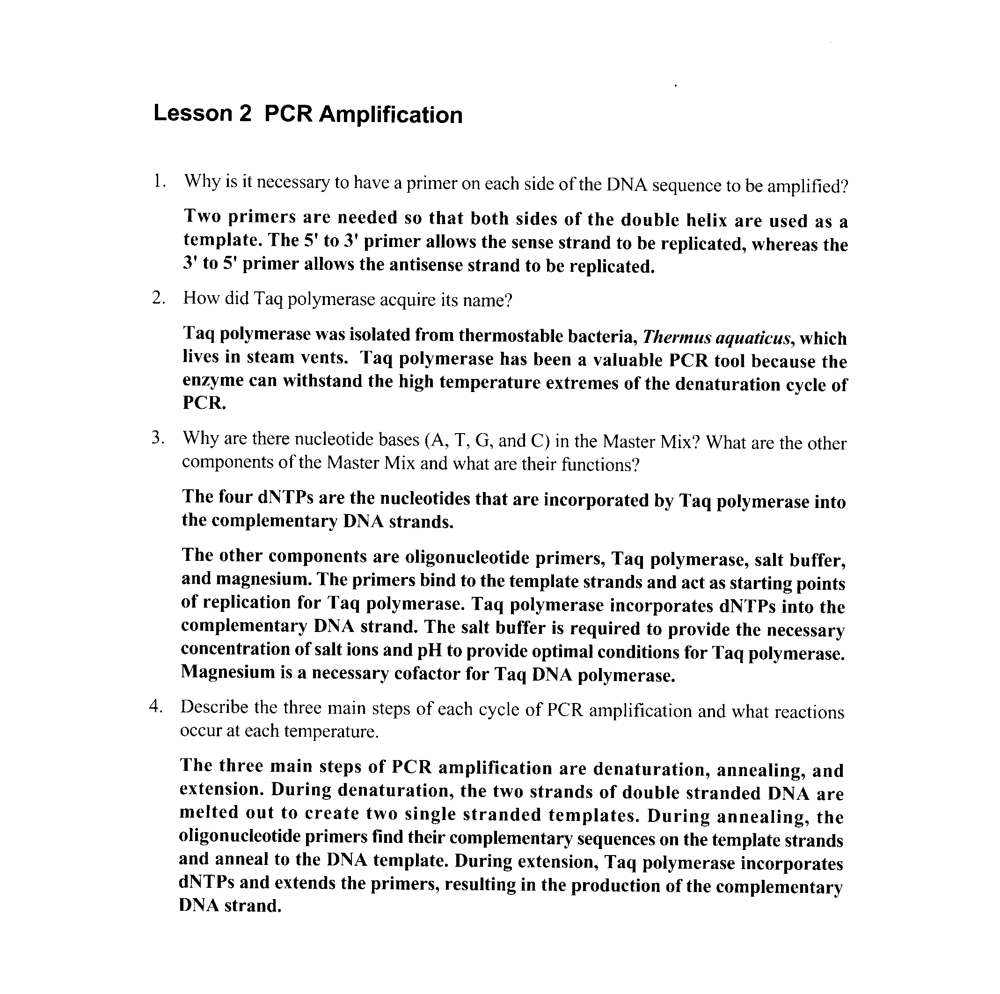 Lesson 2 PCR Amplification
1. Why is it necessary to have a primer on each side of the DNA sequence to be amplified?
Two primers are needed so that both sides of the double helix are used as a
template. The 5' to 3' primer allows the sense strand to be replicated, whereas the
3' to 5' primer allows the antisense strand to be replicated.
2. How did Taq polymerase acquire its name?
Taq polymerase was isolated from thermostable bacteria, Thermus aquaticus, which
lives in steam vents. Taq polymerase has been a valuable PCR tool because the
enzyme can withstand the high temperature extremes of the denaturation cycle of
PCR.
3. Why are there nucleotide bases (A, T, G, and C) in the Master Mix? What are the other
components of the Master Mix and what are their functions?
The four dNTPs are the nucleotides that are incorporated by Taq polymerase into
the complementary DNA strands.
The other components are oligonucleotide primers, Taq polymerase, salt buffer,
and magnesium. The primers bind to the template strands and act as starting points
of replication for Taq polymerase. Taq polymerase incorporates dNTPs into the
complementary DNA strand. The salt buffer is required to provide the necessary
concentration of salt ions and pH to provide optimal conditions for Taq polymerase.
Magnesium is a necessary cofactor for Taq DNA polymerase.
4. Describe the three main steps of each cycle of PCR amplification and what reactions
occur at each temperature.
The three main steps of PCR amplification are denaturation, annealing, and
extension. During denaturation, the two strands of double stranded DNA are
melted out to create two single stranded templates. During annealing, the
oligonucleotide primers find their complementary sequences on the template strands
and anneal to the DNA template. During extension, Taq polymerase incorporates
dNTPs and extends the primers, resulting in the production of the complementary
DNA strand.